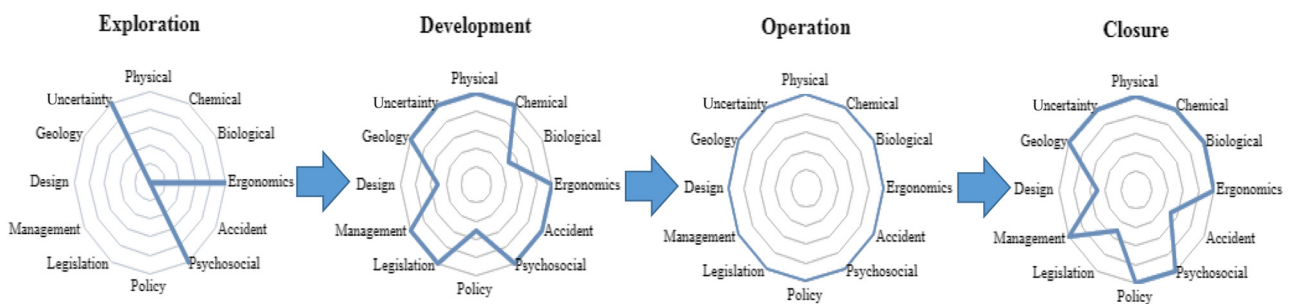 Exploration
Physical
Uncertainty
Chemical
Geology
Biological
Design
Ergonomics
Management
Accident
Legislation
Psychosocial
Policy
Development
Physical
Uncertainty
Chemical
Geology
Biological
Design
Ergonomics
Management
Accident
Legislation
Psychosocial
Policy
Operation
Physical
Uncertainty
Chemical
Geology
Biological
Design
Ergonomics
Management
Accident
Legislation
Psychosocial
Policy
Closure
Physical
Uncertainty
Chemical
Geology
Biological
Design
Ergonomics
Management
Accident
Legislation
Psychosocial
Policy